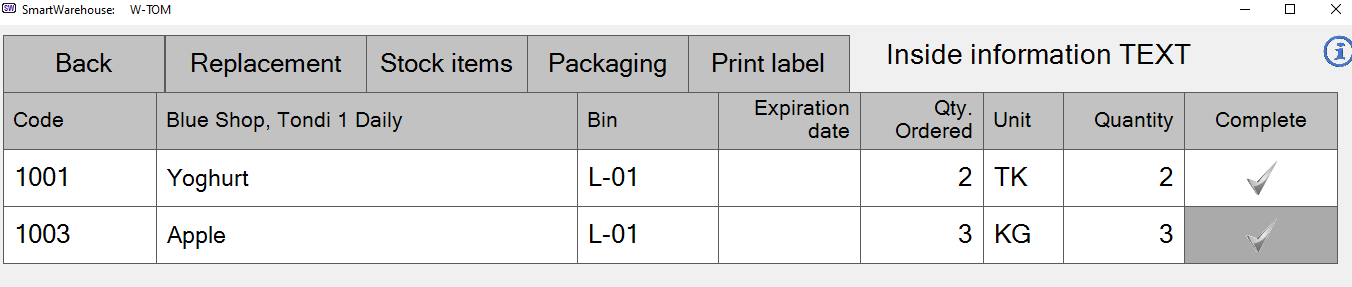 SW SmartWarehouse: W-TOM
Back Replacement Stock items Packaging Print label Inside information TEXT i
Code Blue Shop, Tondi 1 Daily Bin Expiration date Qty. Ordered Unit Quantity Complete
1001 Yoghurt L-01 2 TK 2
1003 Apple L-01 3 KG 3